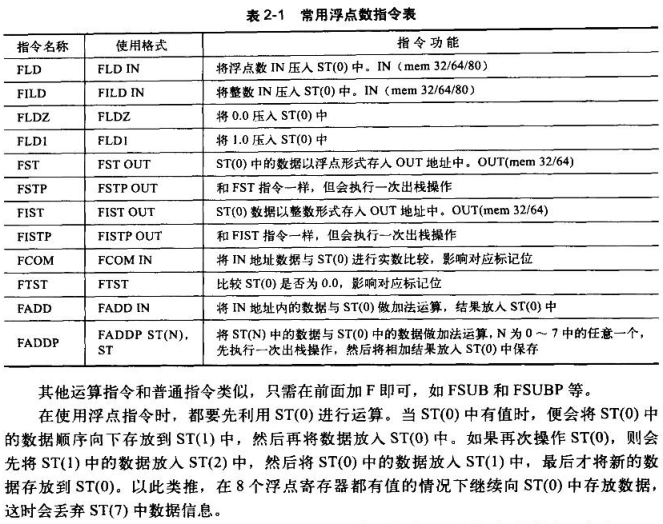 表 2-1 常用浮点数指令表
指令名称 使用格式 指令功能
FLD FLD IN 将浮点数 IN 压入 ST(0) 中。IN（mem 32/64/80）
FILD FILD IN 将整数 IN 压入 ST(0) 中。IN（mem 32/64/80）
FLDZ FLDZ 将 0.0 压入 ST(0) 中
FLD1 FLD1 将 1.0 压入 ST(0) 中
FST FST OUT ST(0) 中的数据以浮点形式存入 OUT 地址中。OUT(mem 32/64)
FSTP FSTP OUT 和 FST 指令一样，但会执行一次出栈操作
FIST FIST OUT ST(0) 数据以整数形式存入 OUT 地址中。OUT(mem 32/64)
FISTP FISTP OUT 和 FIST 指令一样，但会执行一次出栈操作
FCOM FCOM IN 将 IN 地址数据与 ST(0) 进行实数比较，影响对应标记位
FTST FTST 比较 ST(0) 是否为 0.0，影响对应标记位
FADD FADD IN 将 IN 地址内的数据与 ST(0) 做加法运算，结果放入 ST(0) 中
FADDP FADDP ST(N), ST 将 ST(N) 中的数据与 ST(0) 中的数据做加法运算，N 为 0 ～ 7 中的任意一个，
先执行一次出栈操作，然后将相加结果放入 ST(0) 中保存
其他运算指令和普通指令类似，只需在前面加 F 即可，如 FSUB 和 FSUBP 等。
在使用浮点指令时，都要先利用 ST(0) 进行运算。当 ST(0) 中有值时，便会将 ST(0) 中
的数据顺序向下存放到 ST(1) 中，然后再将数据放入 ST(0) 中。如果再次操作 ST(0)，则会
先将 ST(1) 中的数据放入 ST(2) 中，然后将 ST(0) 中的数据放入 ST(1) 中，最后才将新的数
据存放到 ST(0)。以此类推，在 8 个浮点寄存器都有值的情况下继续向 ST(0) 中存放数据，
这时会丢弃 ST(7) 中数据信息。